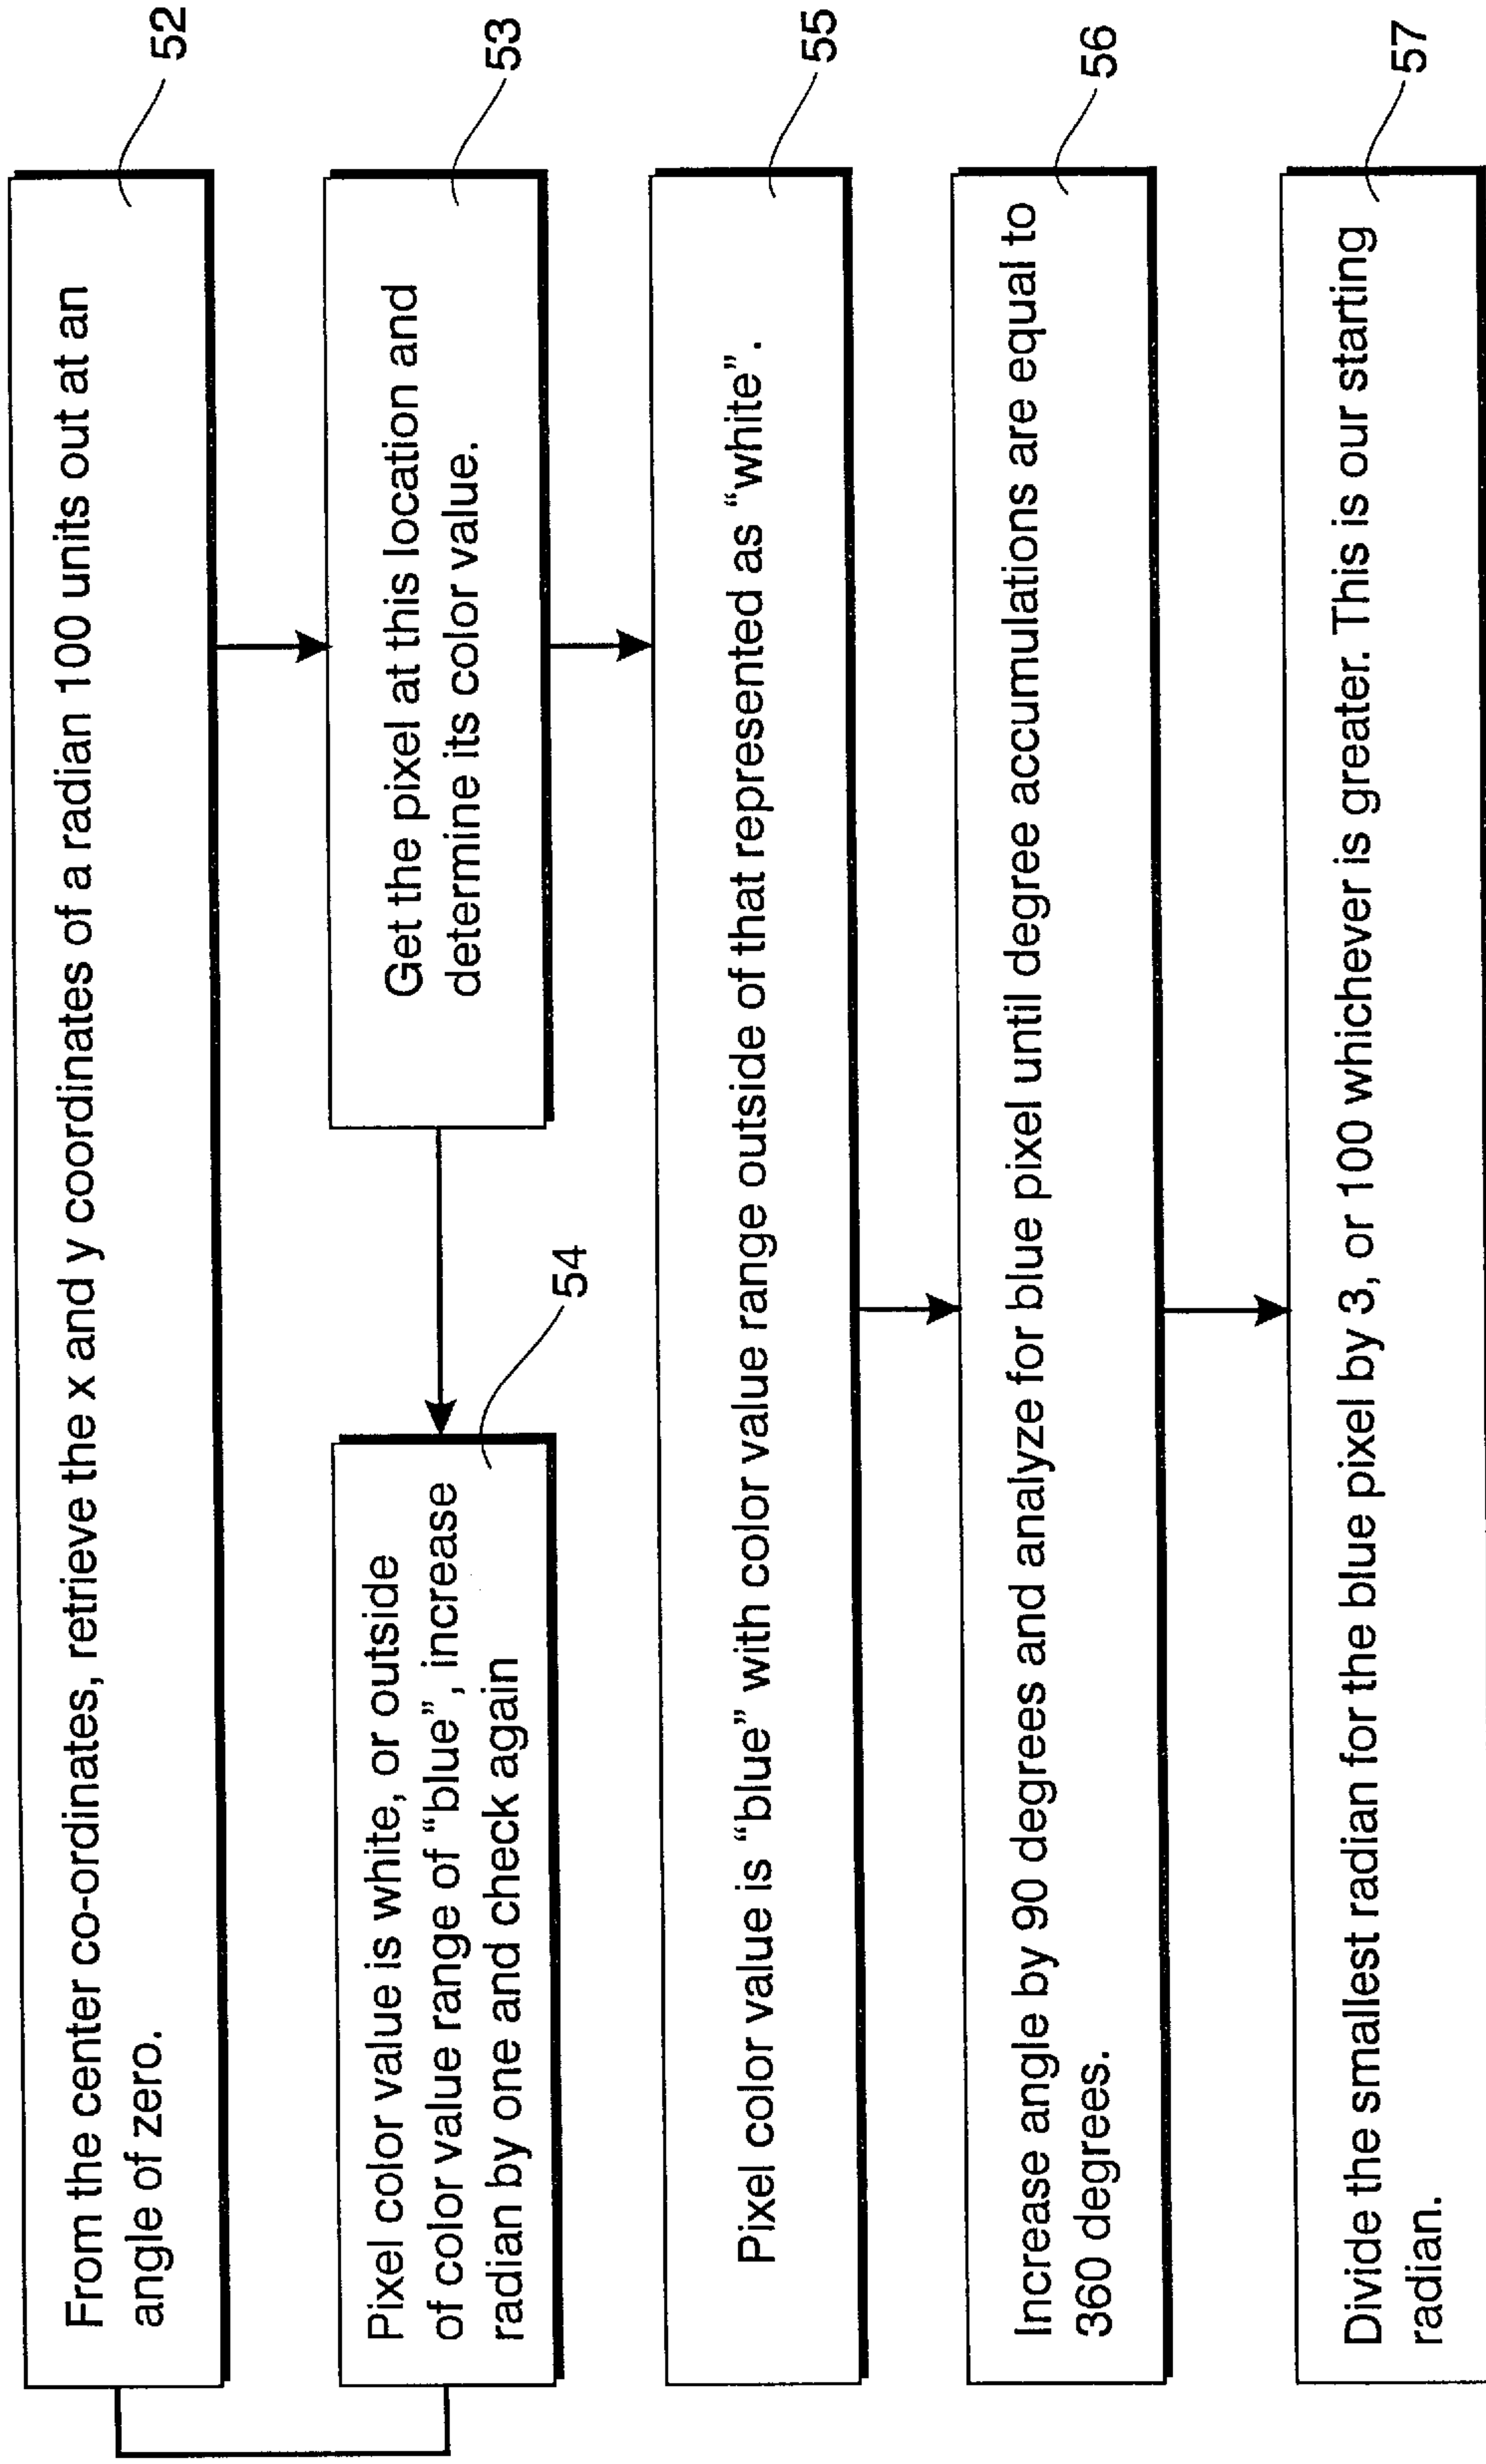 From the center co-ordinates, retrieve the x and y coordinates of a radian 100 units out at an
angle of zero.
52
Get the pixel at this location and
determine its color value.
53
Pixel color value is white, or outside
of color value range of “blue”, increase
radian by one and check again
54
Pixel color value is “blue” with color value range outside of that represented as “white”.
55
Increase angle by 90 degrees and analyze for blue pixel until degree accumulations are equal to
360 degrees.
56
Divide the smallest radian for the blue pixel by 3, or 100 whichever is greater. This is our starting
radian.
57